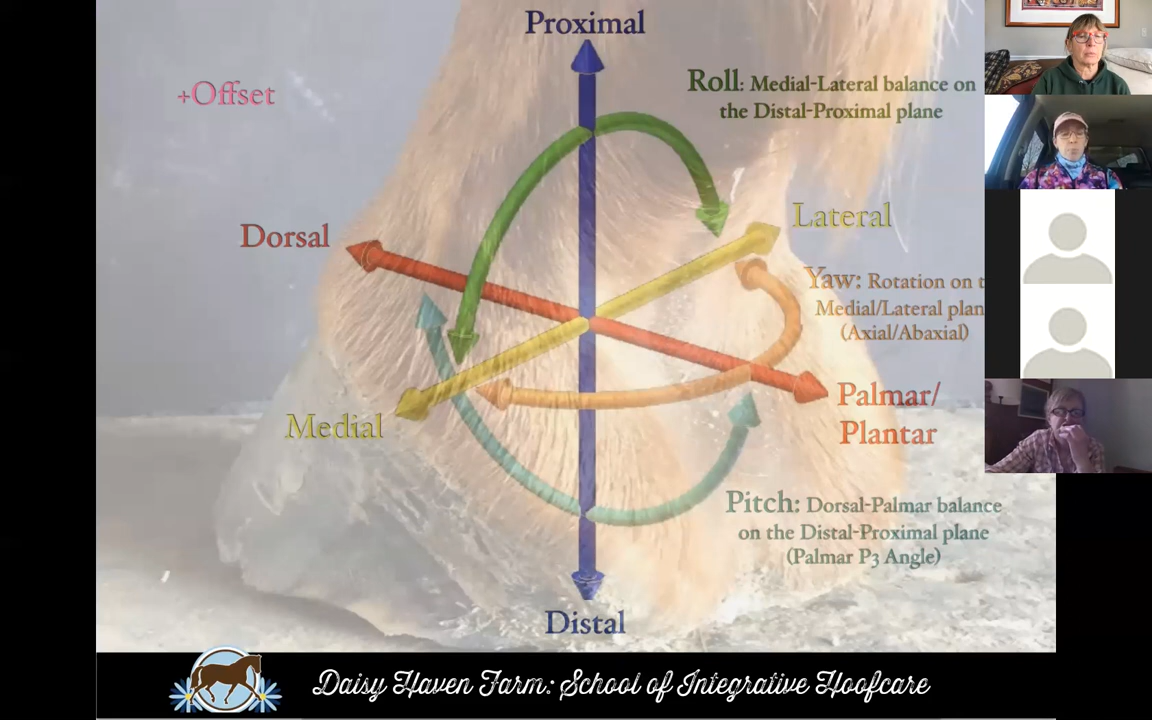 Proximal
+Offset
Roll: Medial-Lateral balance on
the Distal-Proximal plane
Lateral
Dorsal
Yaw: Rotation on t
Medial/Lateral plan
(Axial/Abaxial)
Palmar/
Plantar
Medial
Pitch: Dorsal-Palmar balance
on the Distal-Proximal plane
(Palmar P3 Angle)
Distal
Daisy Haven Farm: School of Integrative Hoofcare